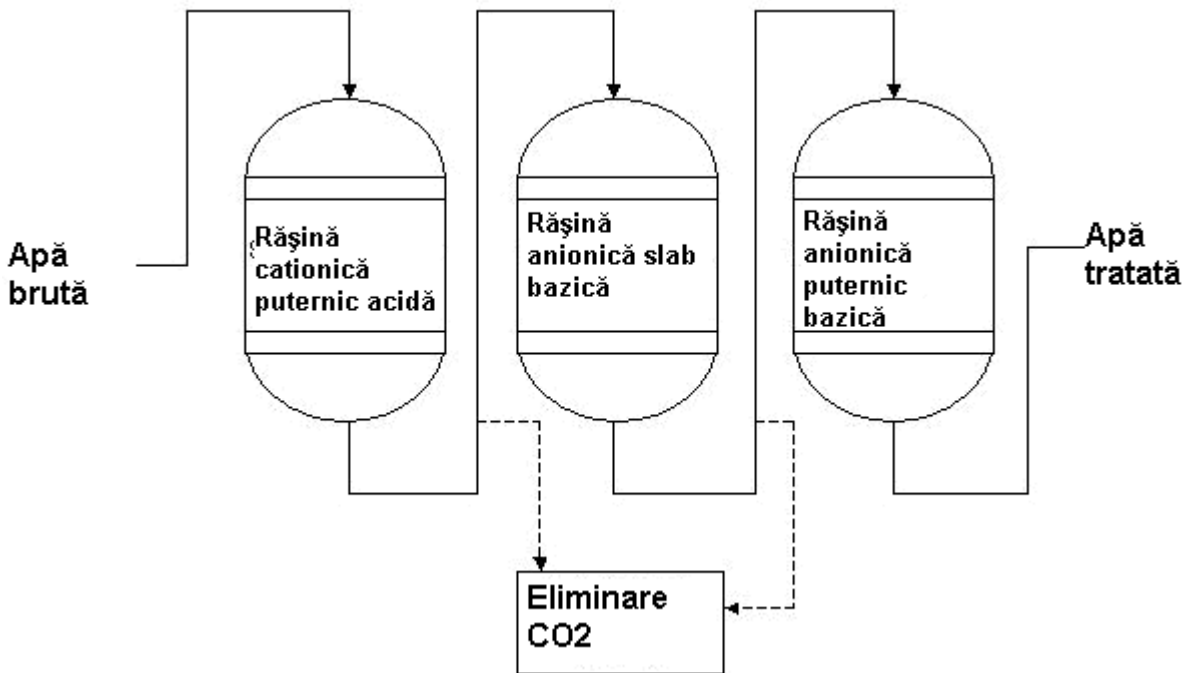 Apă
brută
Răşină
cationică
puternic acidă
Răşină
anionică slab
bazică
Răşină
anionică
puternic
bazică
Apă
tratată
Eliminare
CO2